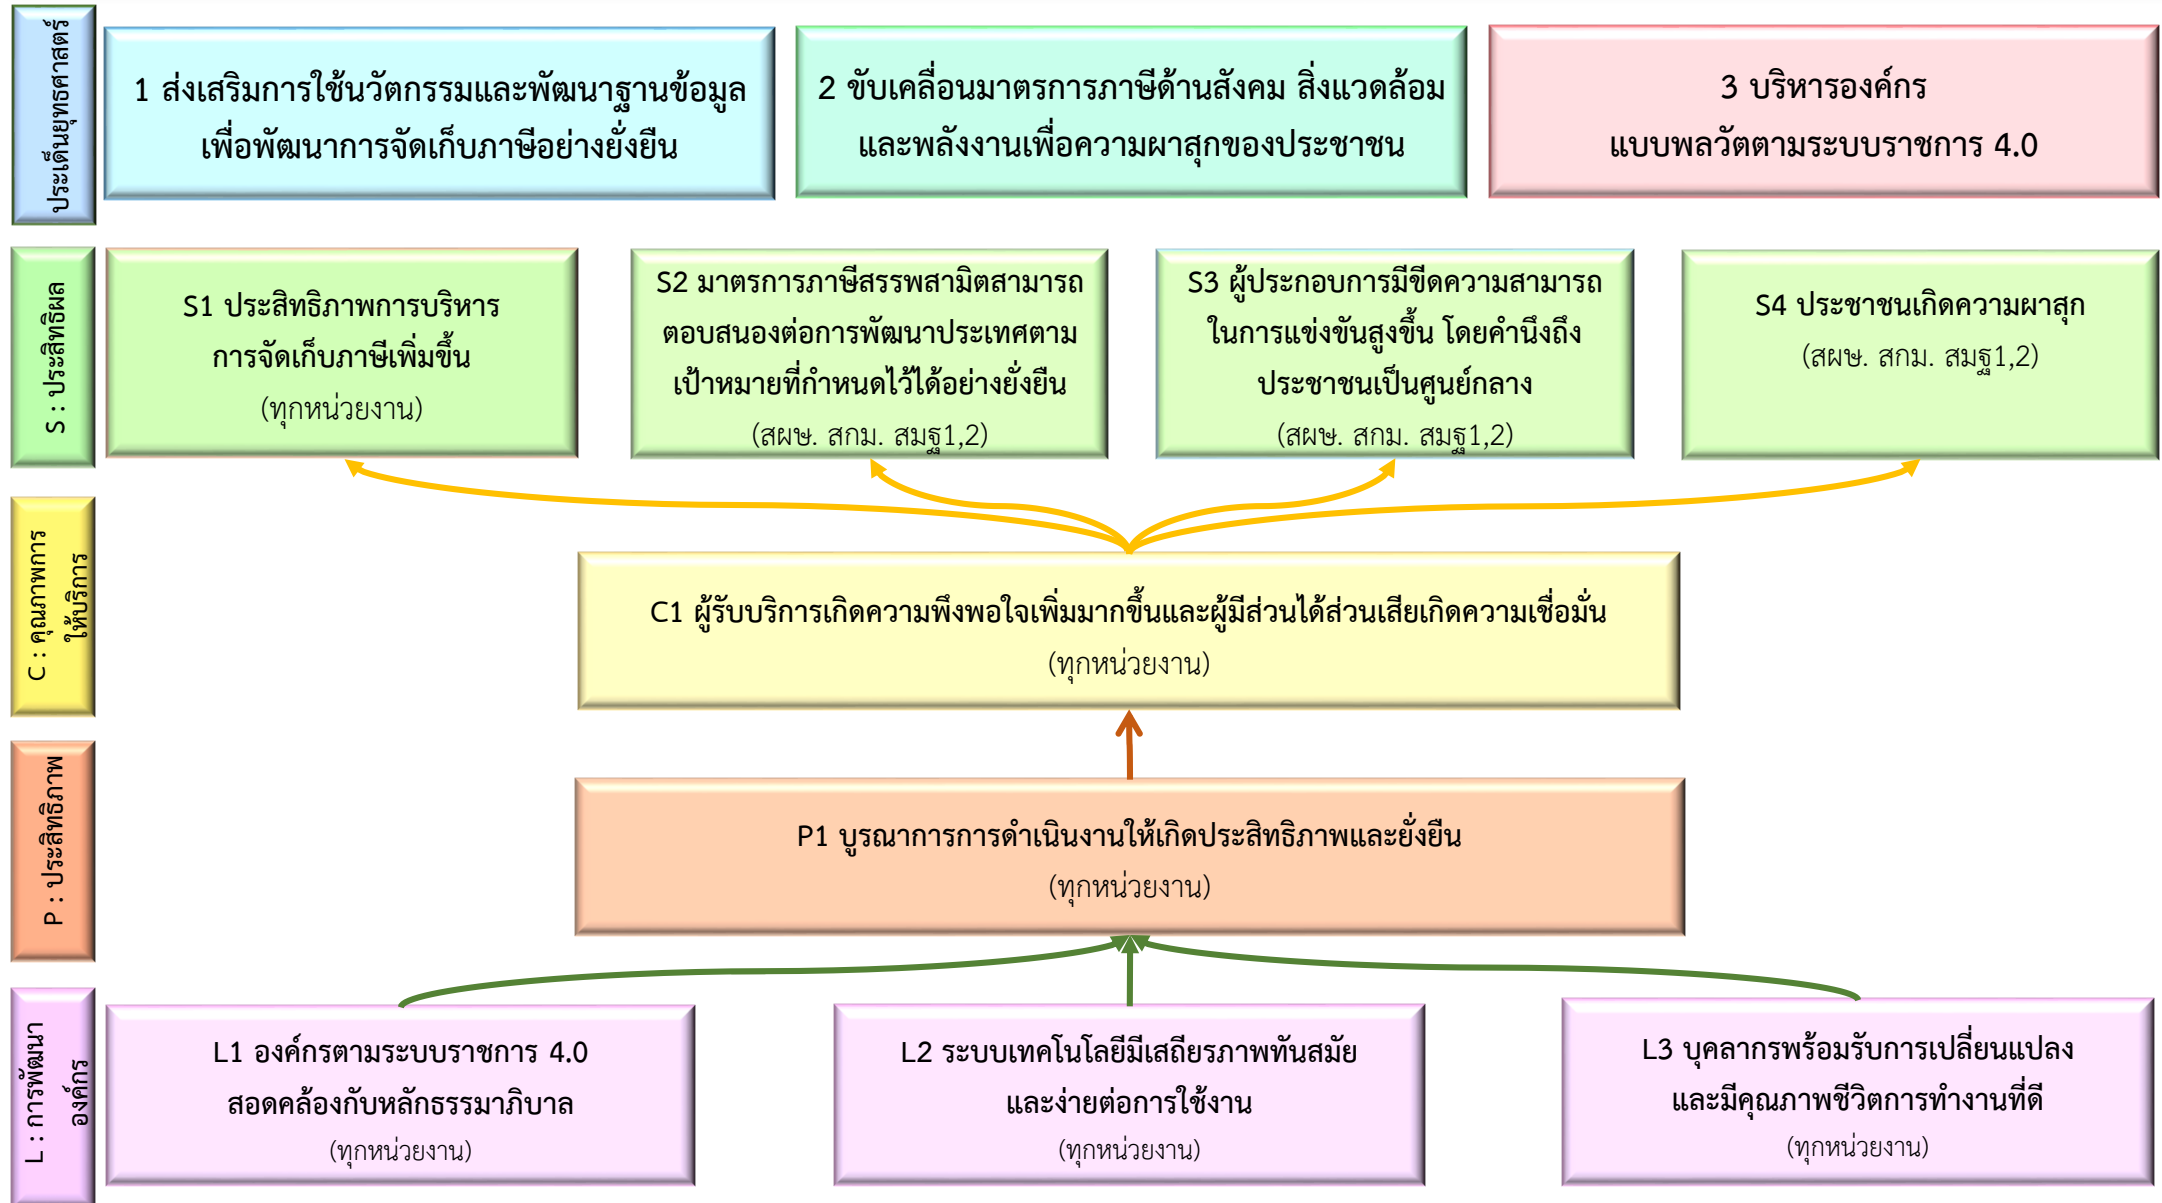 ประเด็นยุทธศาสตร์
1 ส่งเสริมการใช้นวัตกรรมและพัฒนาฐานข้อมูล
เพื่อพัฒนาการจัดเก็บภาษีอย่างยั่งยืน
2 ขับเคลื่อนมาตรการภาษีด้านสังคม สิ่งแวดล้อม
และพลังงานเพื่อความผาสุกของประชาชน
3 บริหารองค์กร
แบบพลวัตตามระบบราชการ 4.0
S : ประสิทธิผล
S1 ประสิทธิภาพการบริหาร
การจัดเก็บภาษีเพิ่มขึ้น
(ทุกหน่วยงาน)
S2 มาตรการภาษีสรรพสามิตสามารถ
ตอบสนองต่อการพัฒนาประเทศตาม
เป้าหมายที่กำหนดไว้ได้อย่างยั่งยืน
(สผษ. สกม. สมฐ1,2)
S3 ผู้ประกอบการมีขีดความสามารถ
ในการแข่งขันสูงขึ้น โดยคำนึงถึง
ประชาชนเป็นศูนย์กลาง
(สผษ. สกม. สมฐ1,2)
S4 ประชาชนเกิดความผาสุก
(สผษ. สกม. สมฐ1,2)
C : คุณภาพการ
ให้บริการ
C1 ผู้รับบริการเกิดความพึงพอใจเพิ่มมากขึ้นและผู้มีส่วนได้ส่วนเสียเกิดความเชื่อมั่น
(ทุกหน่วยงาน)
P : ประสิทธิภาพ
P1 บูรณาการการดำเนินงานให้เกิดประสิทธิภาพและยั่งยืน
(ทุกหน่วยงาน)
L : การพัฒนา
องค์กร
L1 องค์กรตามระบบราชการ 4.0
สอดคล้องกับหลักธรรมาภิบาล
(ทุกหน่วยงาน)
L2 ระบบเทคโนโลยีมีเสถียรภาพทันสมัย
และง่ายต่อการใช้งาน
(ทุกหน่วยงาน)
L3 บุคลากรพร้อมรับการเปลี่ยนแปลง
และมีคุณภาพชีวิตการทำงานที่ดี
(ทุกหน่วยงาน)